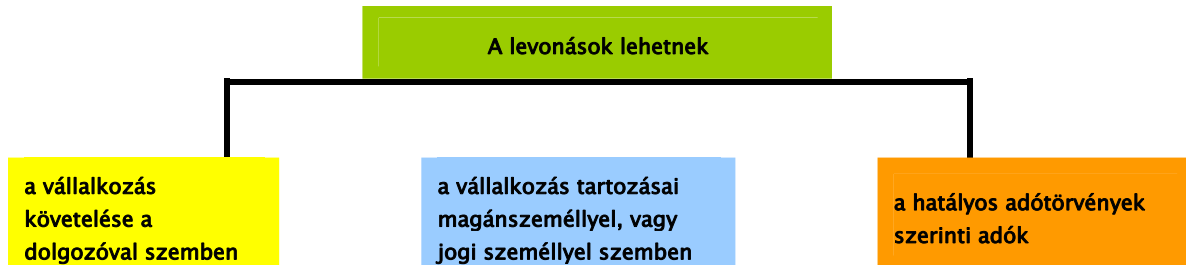 A levonások lehetnek
a vállalkozás
követelése a
dolgozóval szemben
a vállalkozás tartozásai
magánszeméllyel, vagy
jogi személlyel szemben
a hatályos adótörvények
szerinti adók